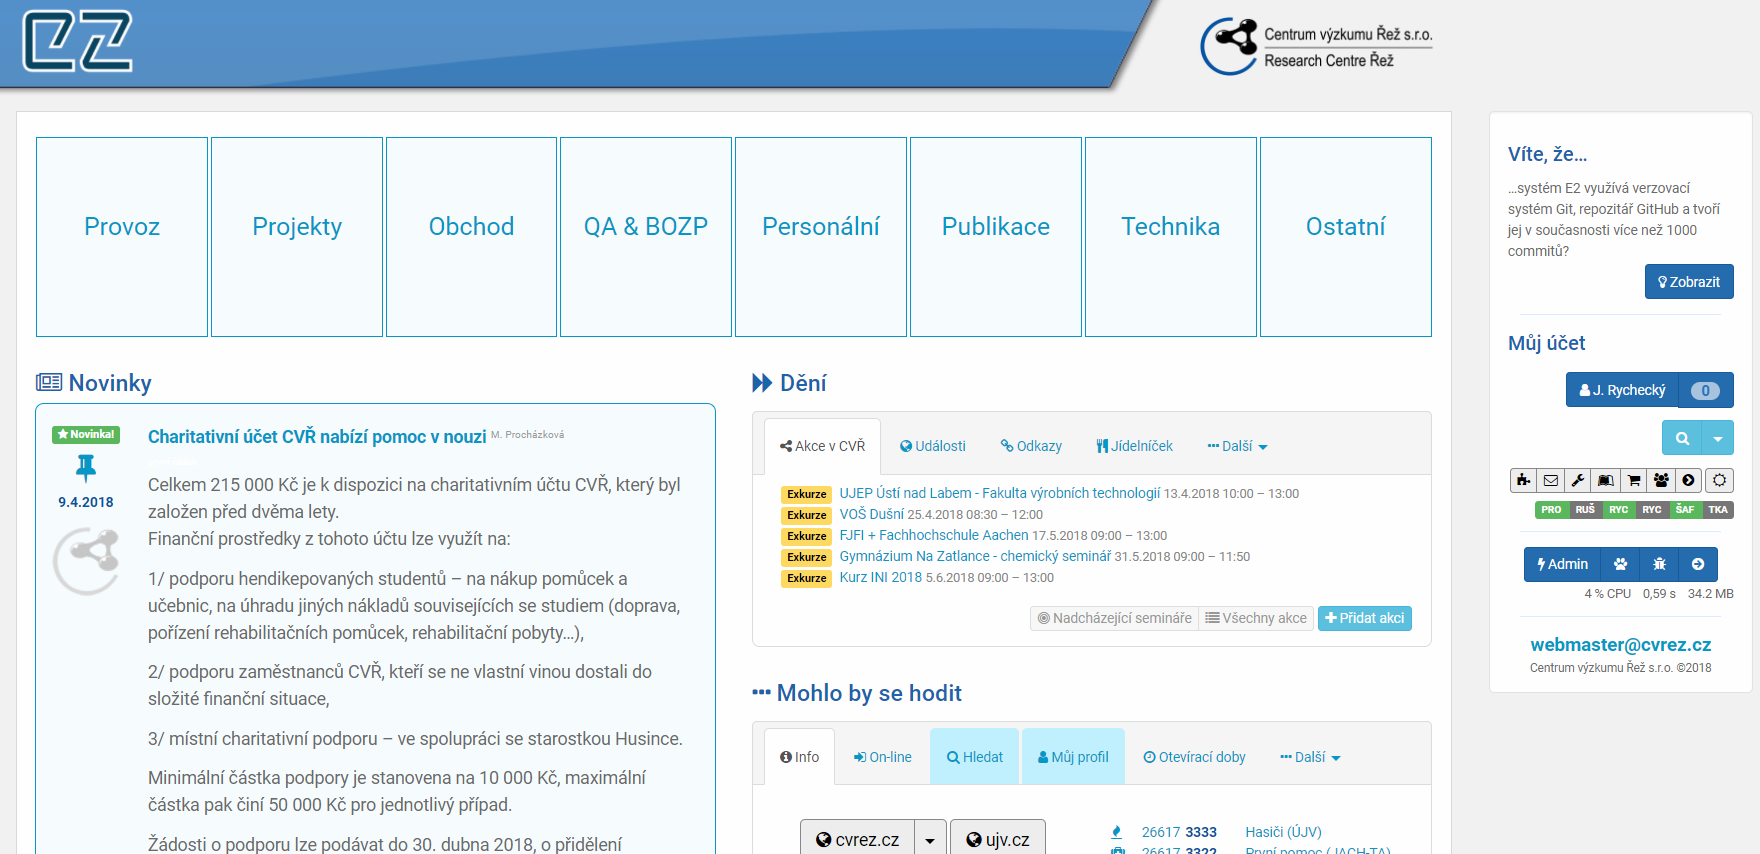 Centrum výzkumu Řež s.r.o.
Research Centre Řež
Provoz
Projekty
Obchod
QA & BOZP
Personální
Publikace
Technika
Ostatní
Novinky
Novinka!
9.4.2018
Charitativní účet CVŘ nabízí pomoc v nouzi M. Procházková
Celkem 215 000 Kč je k dispozici na charitativním účtu CVŘ, který byl
založen před dvěma lety.
Finanční prostředky z tohoto účtu lze využít na:
1/ podporu hendikepovaných studentů – na nákup pomůcek a
učebnic, na úhradu jiných nákladů souvisejících se studiem (doprava,
pořízení rehabilitačních pomůcek, rehabilitační pobyty...),
2/ podporu zaměstnanců CVŘ, kteří se ne vlastní vinou dostali do
složité finanční situace,
3/ místní charitativní podporu – ve spolupráci se starostkou Husince.
Minimální částka podpory je stanovena na 10 000 Kč, maximální
částka pak činí 50 000 Kč pro jednotlivý případ.
Žádosti o podporu lze podávat do 30. dubna 2018, o přidělení
Dění
Akce v CVŘ
Události
Odkazy
Jídelníček
Další
Exkurze UJEP Ústí nad Labem - Fakulta výrobních technologií 13.4.2018 10:00 – 13:00
Exkurze VOŠ Dušní 25.4.2018 08:30 – 12:00
Exkurze FJFI + Fachhochschule Aachen 17.5.2018 09:00 – 13:00
Exkurze Gymnázium Na Zatlance - chemický seminář 31.5.2018 09:00 – 11:50
Exkurze Kurz INI 2018 5.6.2018 09:00 – 13:00
Nadcházející semináře
Všechny akce
Přidat akci
Mohlo by se hodit
Info
On-line
Hledat
Můj profil
Otevírací doby
Další
cvrez.cz
ujv.cz
26617 3333 Hasiči (ÚJV)
26617 3322 První pomoc (JACH-TA)
Víte, že...
...systém E2 využívá verzovací
systém Git, repozitář GitHub a tvoří
jej v současnosti více než 1000
commitů?
Zobrazit
Můj účet
J. Rychecký 0
PRO RUŠ RYC RYC ŠAF TKA
Admin
4 % CPU 0,59 s 34.2 MB
webmaster@cvrez.cz
Centrum výzkumu Řež s.r.o. ©2018